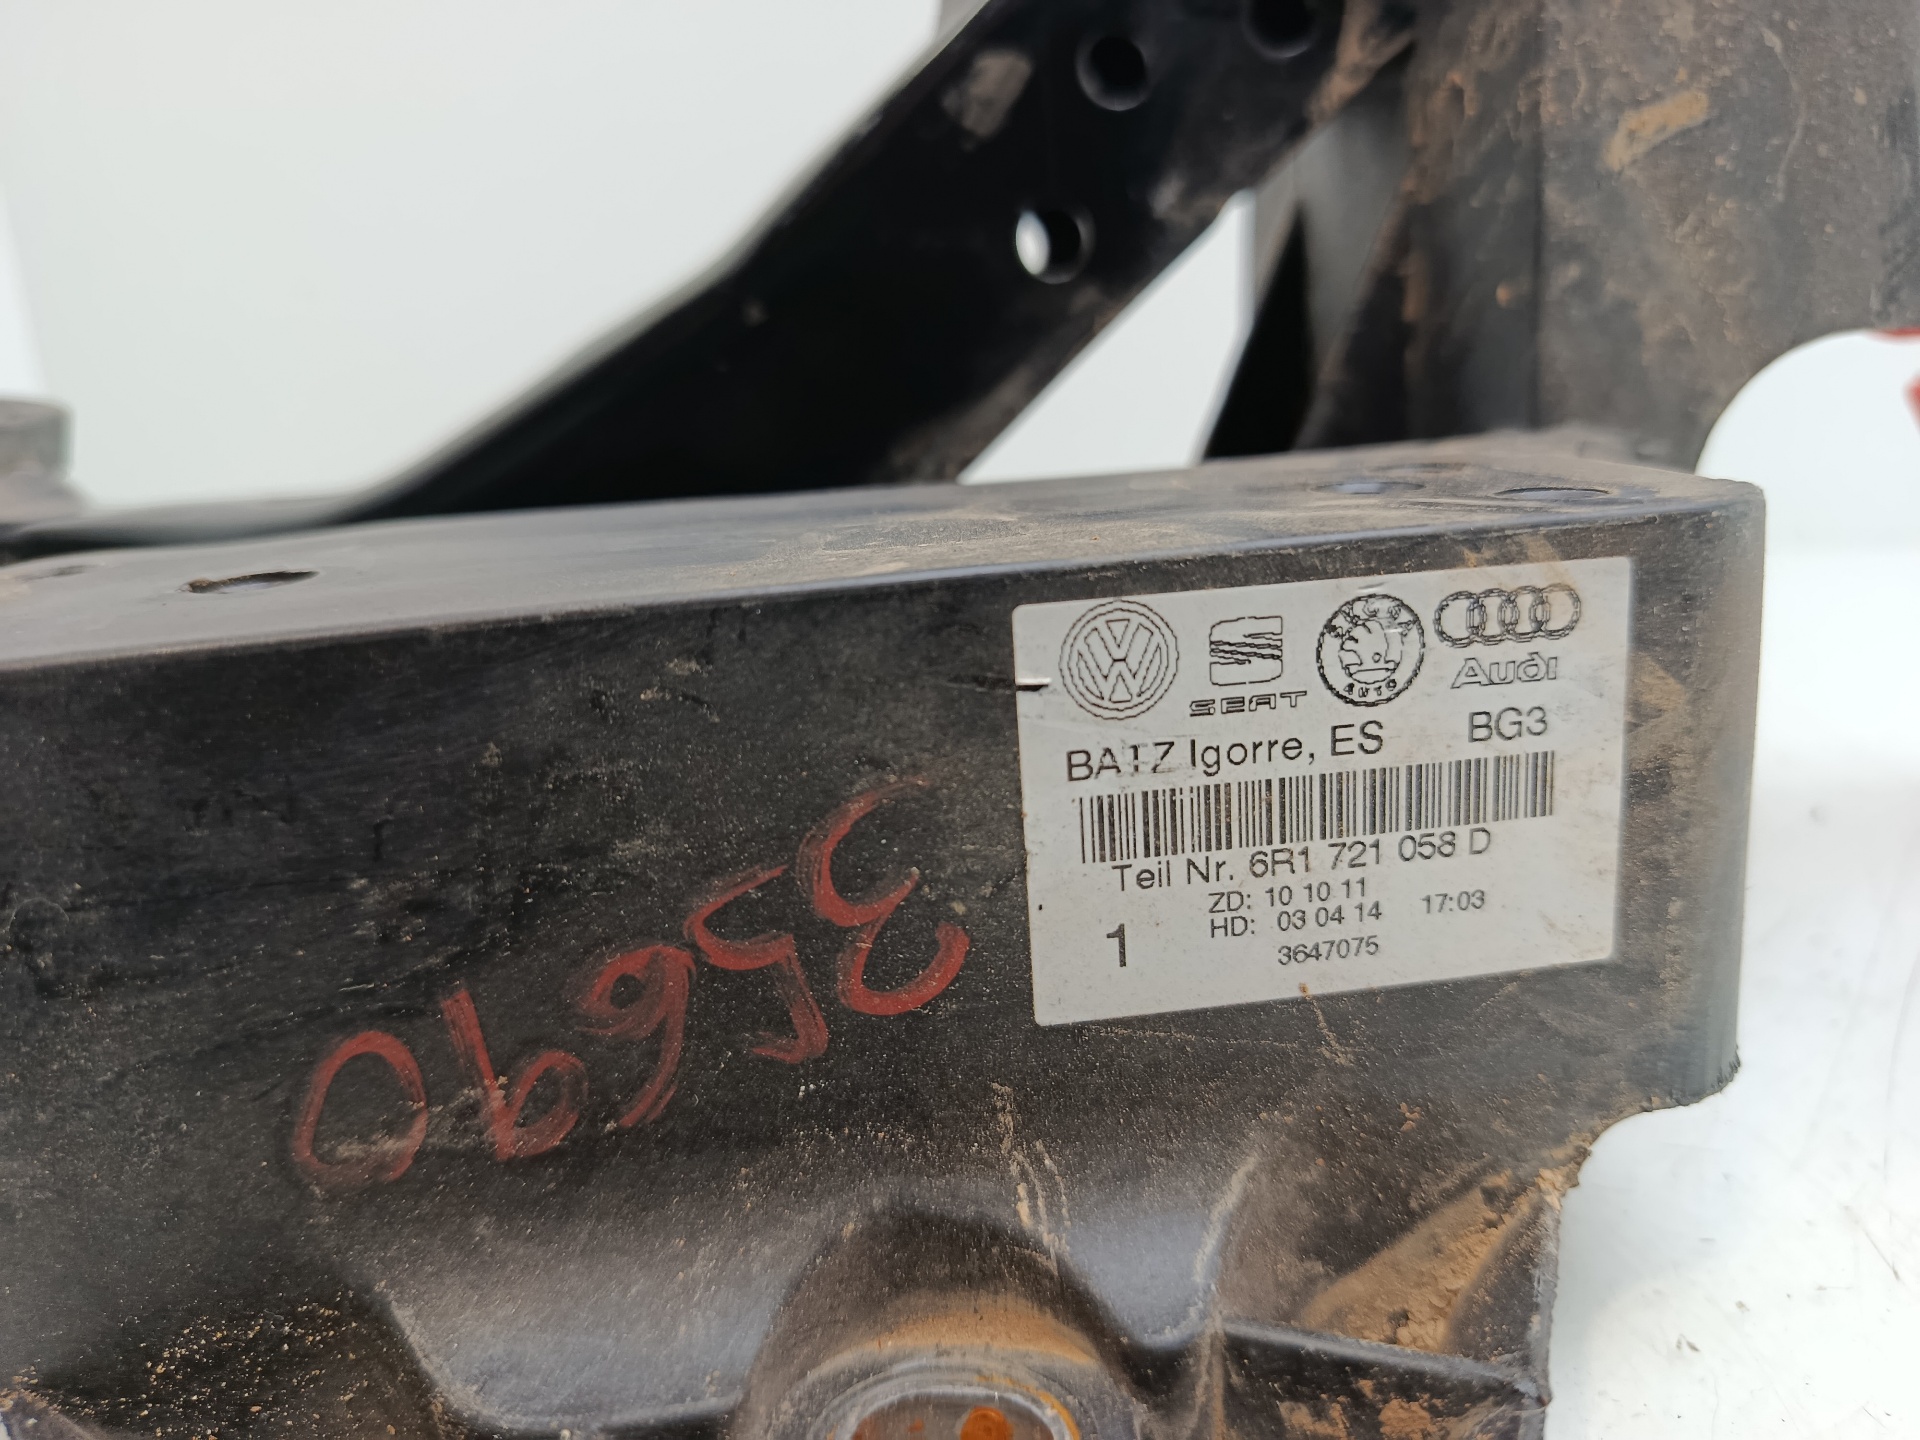 SEAT AUTO Audi
BATZ Igorre, ES BG3
Teil Nr. 6R1 721 058 D
ZD: 10 10 11
HD: 03 04 14 17:03
1 3647075
35690